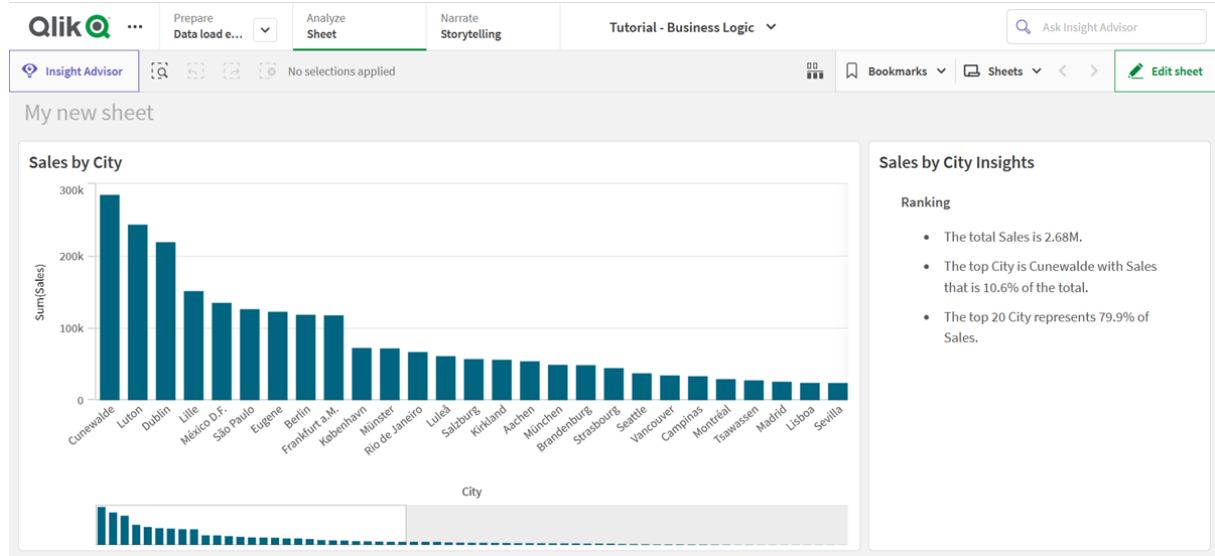 Qlik
Prepare
Data load e...
Analyze
Sheet
Narrate
Storytelling
Tutorial - Business Logic
Ask Insight Advisor
Insight Advisor
No selections applied
Bookmarks
Sheets
Edit sheet
My new sheet
Sales by City
300k
200k
100k
0
Sum(Sales)
Cunewalde
Luton
Dublin
Lille
México D.F.
São Paulo
Eugene
Berlin
Frankfurt a.M.
København
Münster
Rio de Janeiro
Luleå
Salzburg
Kirkland
Aachen
München
Brandenburg
Strasbourg
Seattle
Vancouver
Campinas
Montréal
Tsawassen
Madrid
Lisboa
Sevilla
City
Sales by City Insights
Ranking
• The total Sales is 2.68M.
• The top City is Cunewalde with Sales
that is 10.6% of the total.
• The top 20 City represents 79.9% of
Sales.